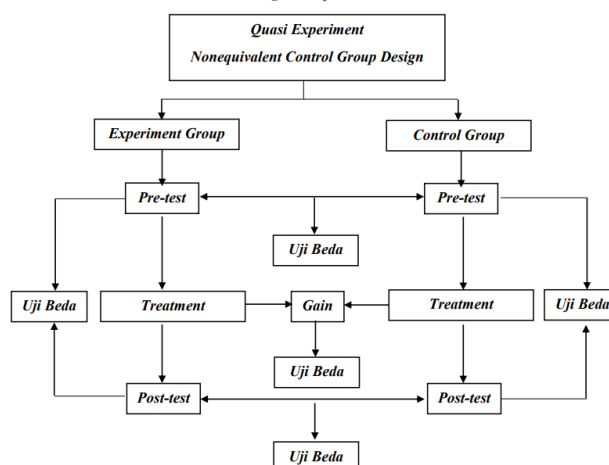 Quasi Experiment
Nonequivalent Control Group Design
Experiment Group
Control Group
Pre-test
Pre-test
Uji Beda
Uji Beda
Treatment
Gain
Treatment
Uji Beda
Uji Beda
Post-test
Post-test
Uji Beda